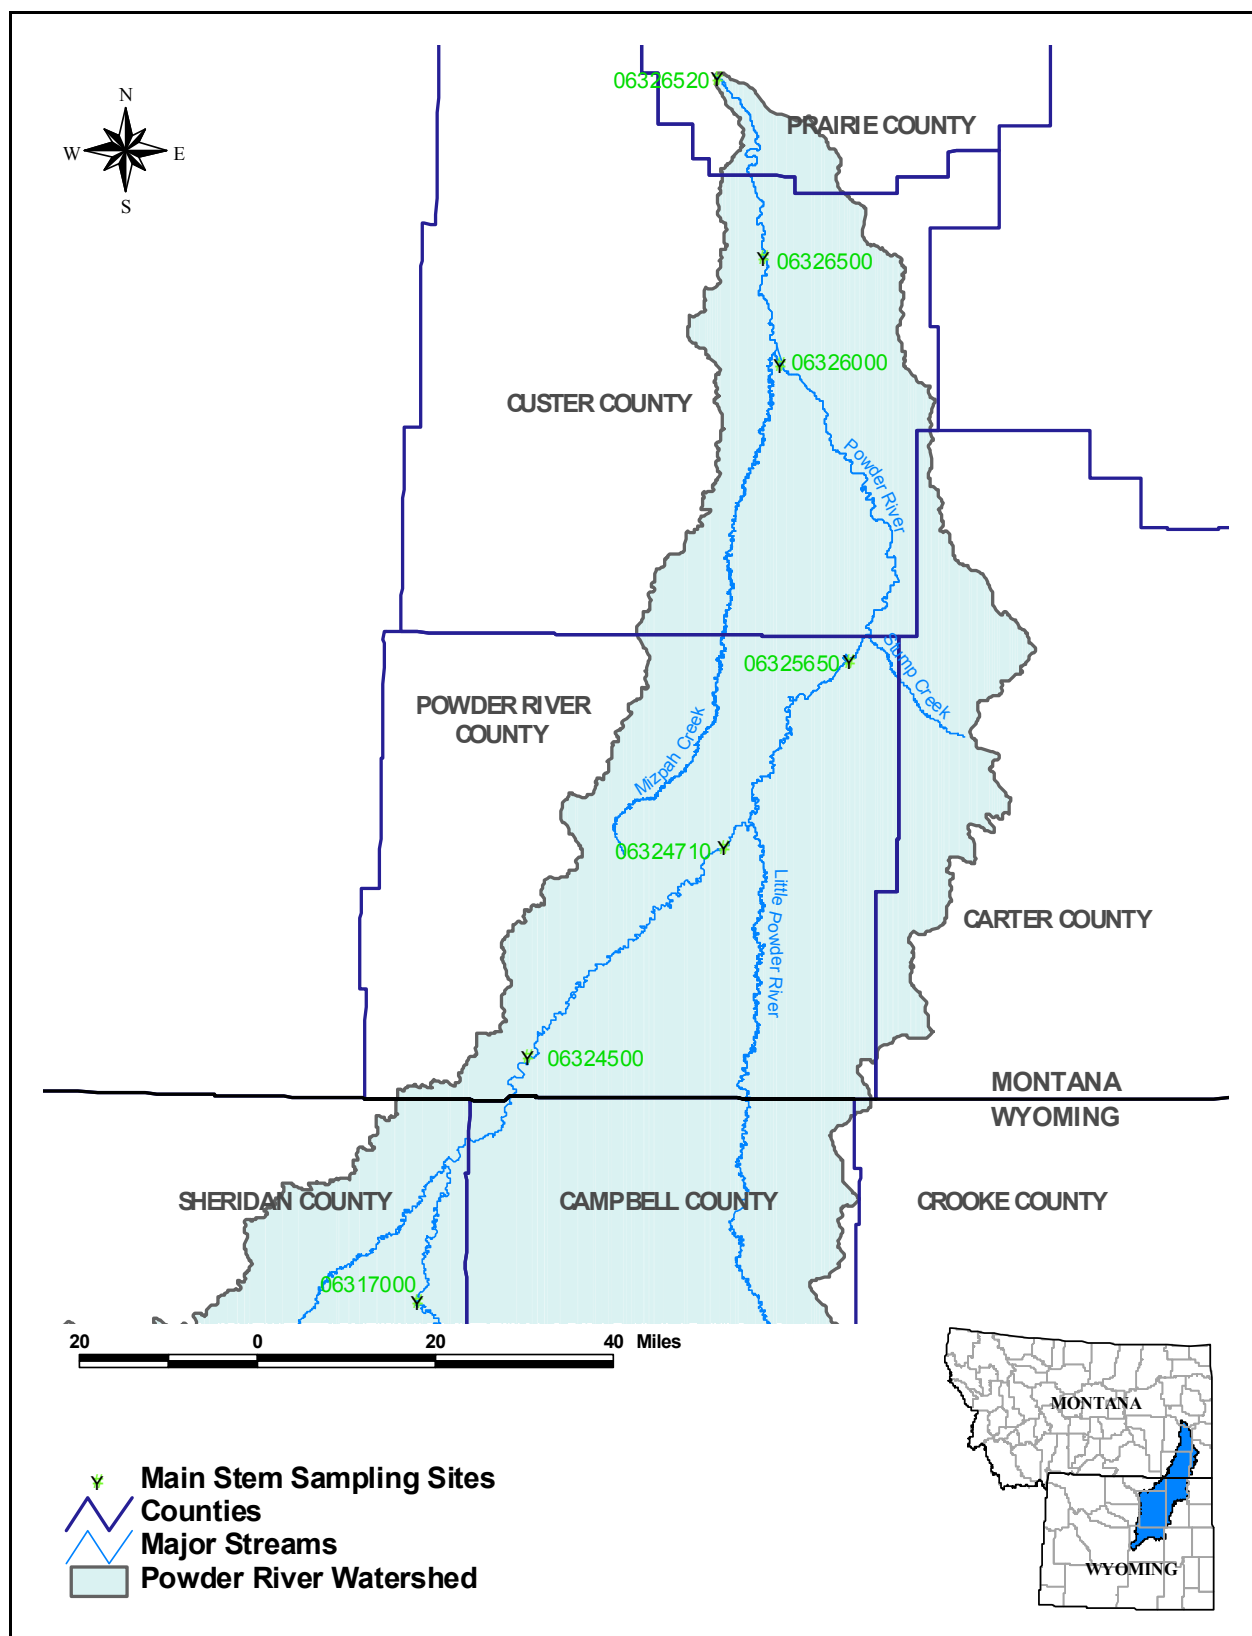 06326520
PRAIRIE COUNTY
N
W
E
S
06326500
06326000
CUSTER COUNTY
Powder River
06325650
Stump Creek
POWDER RIVER
COUNTY
Mizpah Creek
06324710
Little Powder River
CARTER COUNTY
06324500
MONTANA
WYOMING
SHERIDAN COUNTY
CAMPBELL COUNTY
CROOKE COUNTY
06317000
20 0 20 40 Miles
MONTANA
WYOMING
Y Main Stem Sampling Sites
Counties
Major Streams
Powder River Watershed